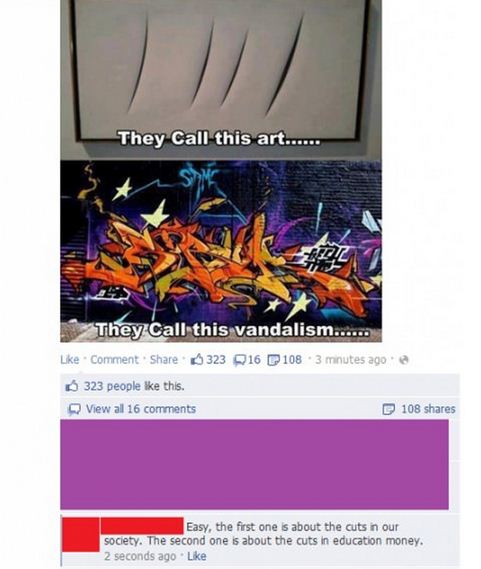 They Call this art......
They Call this vandalism......
Like · Comment · Share · 323 16 108 · 3 minutes ago ·
323 people like this.
View all 16 comments 108 shares
Easy, the first one is about the cuts in our
society. The second one is about the cuts in education money.
2 seconds ago · Like